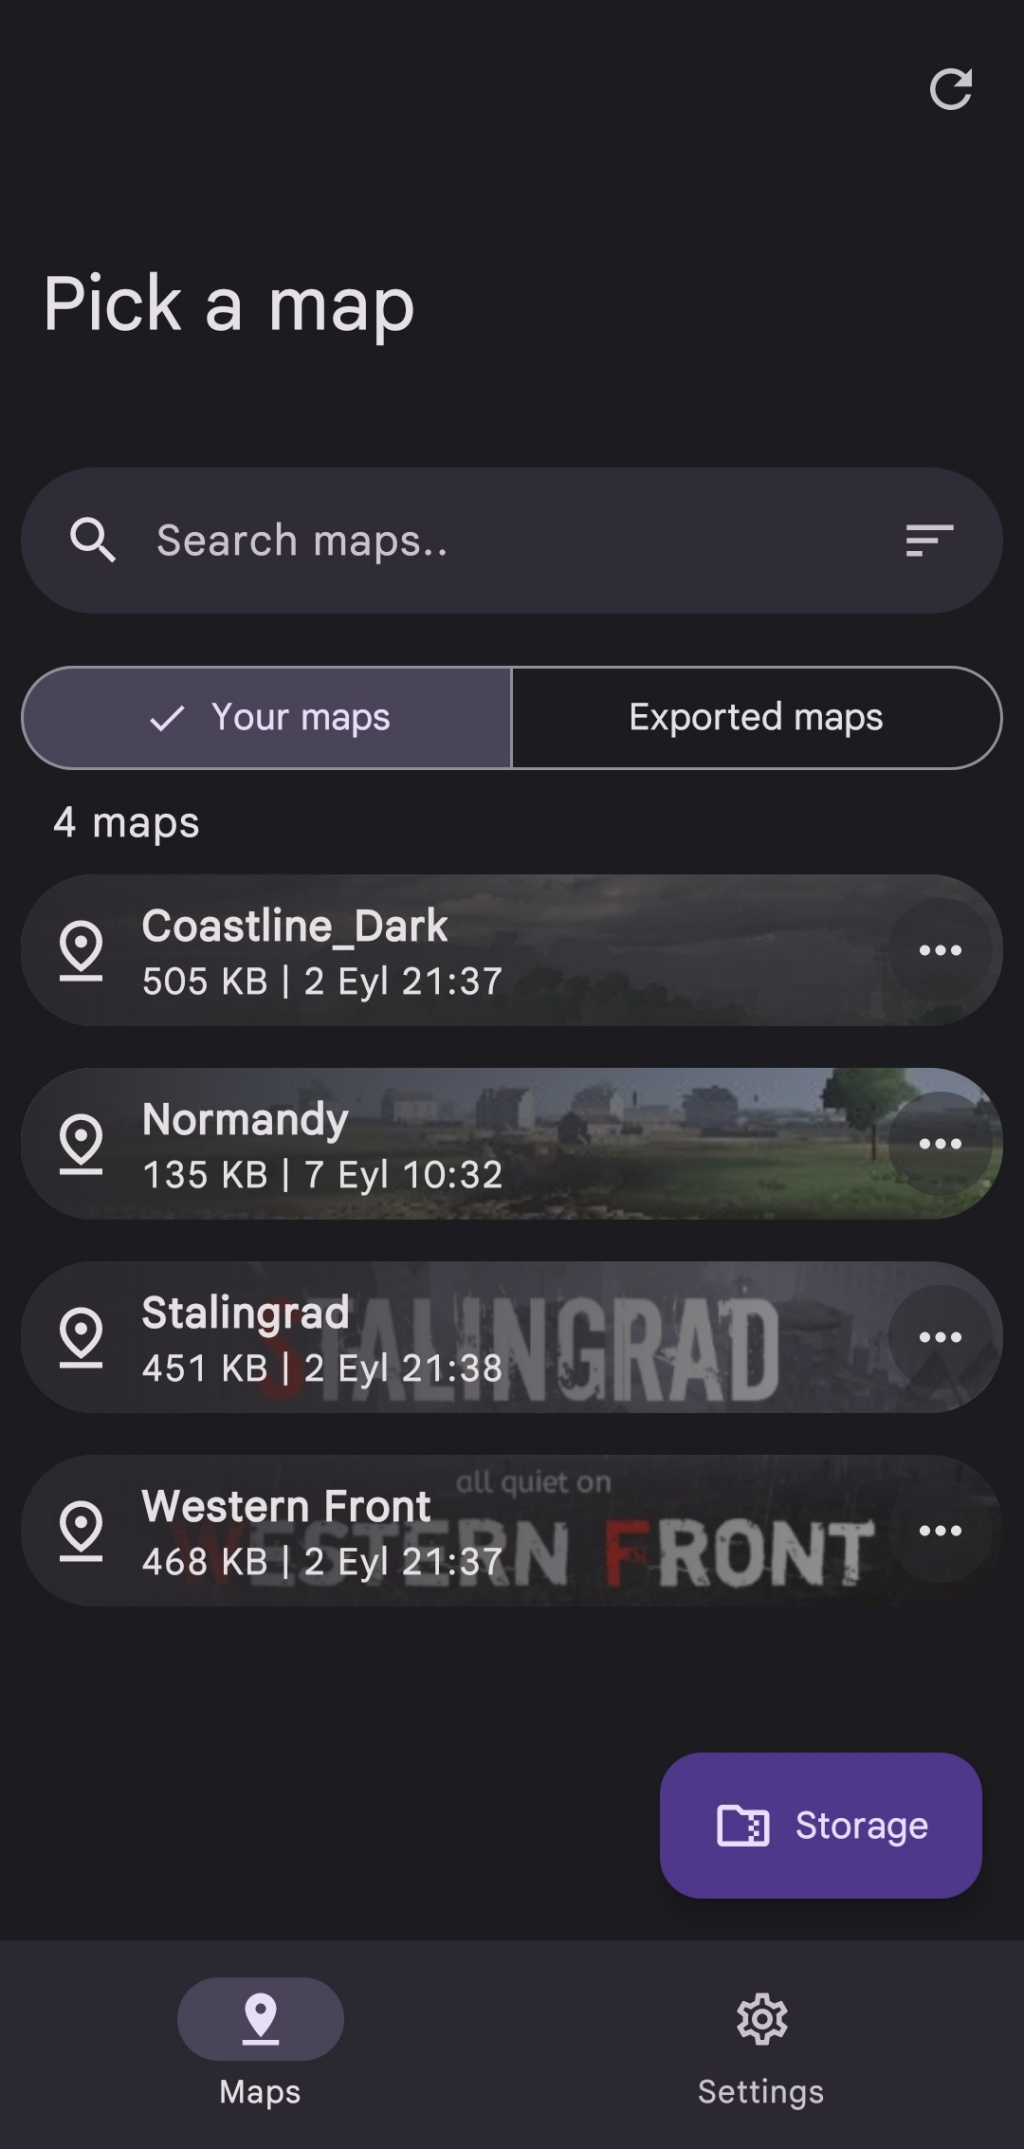 Pick a map
Search maps..
Your maps
Exported maps
4 maps
Coastline_Dark
505 KB | 2 Eyl 21:37
Normandy
135 KB | 7 Eyl 10:32
Stalingrad
STALINGRAD
451 KB | 2 Eyl 21:38
all quiet on
Western Front
WESTERN FRONT
468 KB | 2 Eyl 21:37
Storage
Maps
Settings